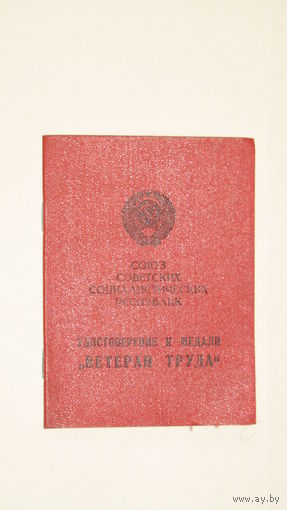 СОЮЗ
СОВЕТСКИХ
СОЦИАЛИСТИЧЕСКИХ
РЕСПУБЛИК
УДОСТОВЕРЕНИЕ К МЕДАЛИ
„ВЕТЕРАН ТРУДА“
www.ay.by